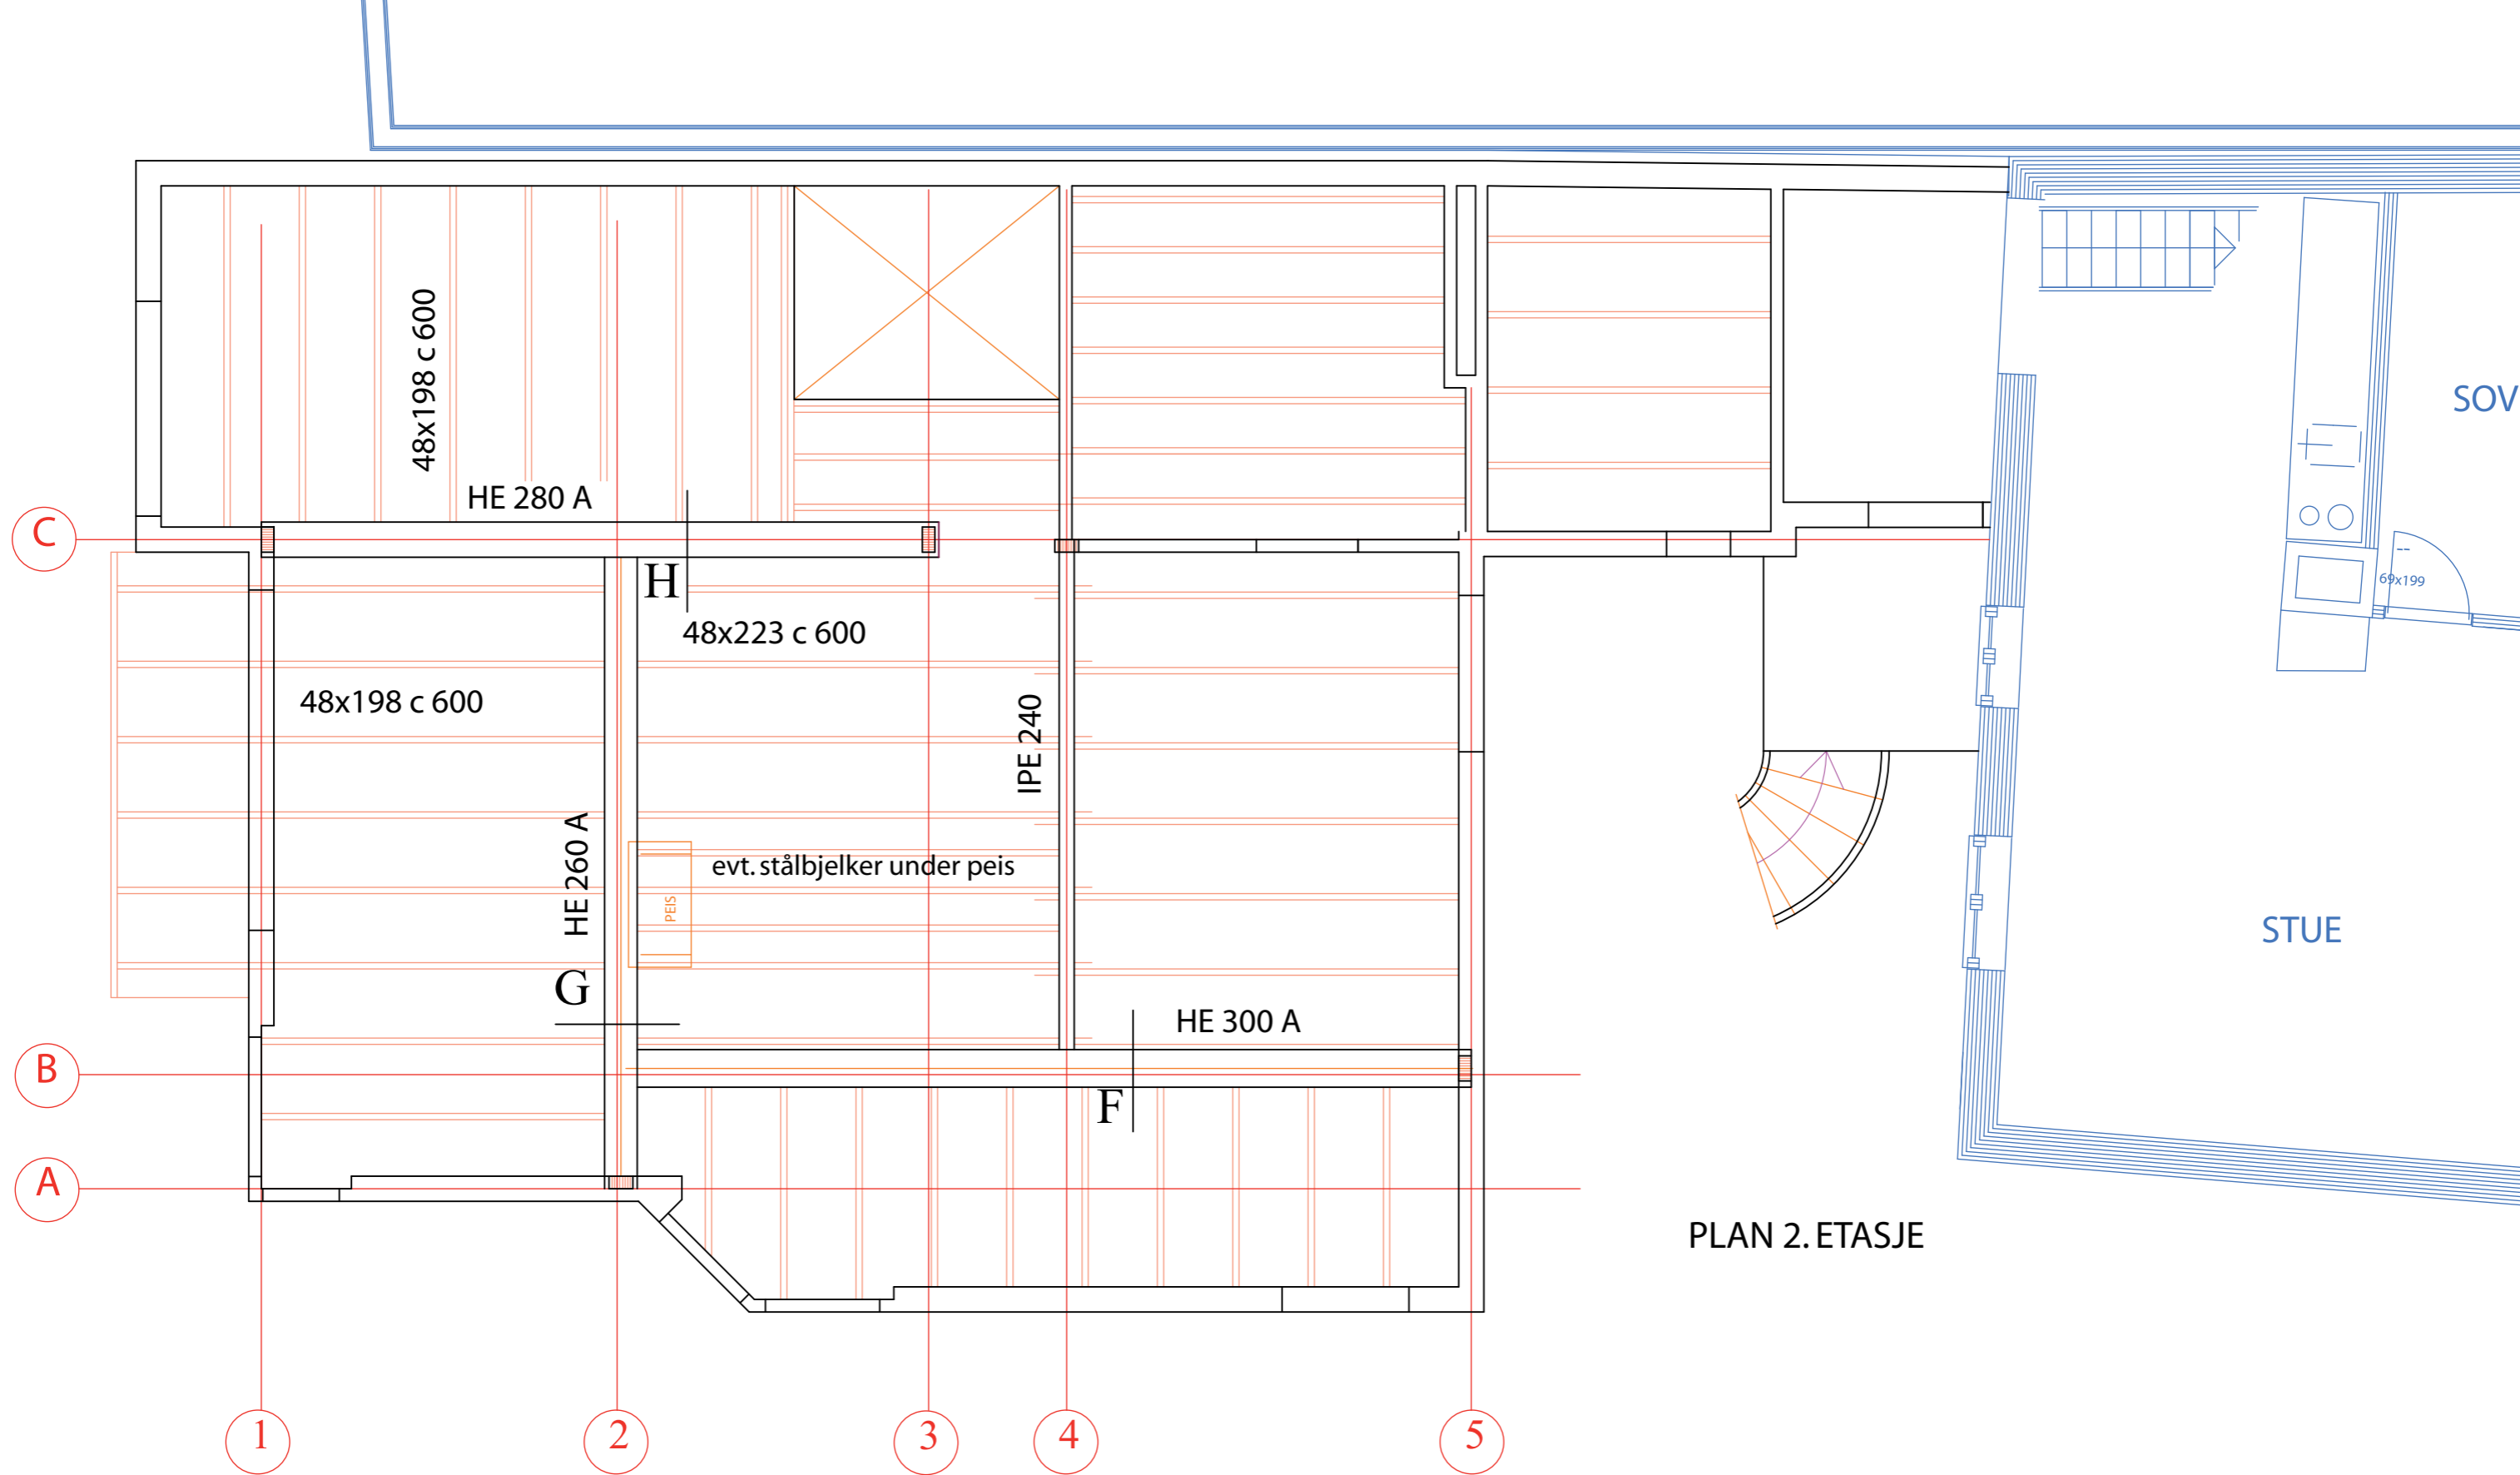 48x198 c 600
SOV
HE 280 A
C
H
69x199
48x223 c 600
48x198 c 600
IPE 240
HE 260 A
evt. stålbjelker under peis
PEIS
STUE
G
HE 300 A
B
F
A
PLAN 2. ETASJE
1
2
3
4
5